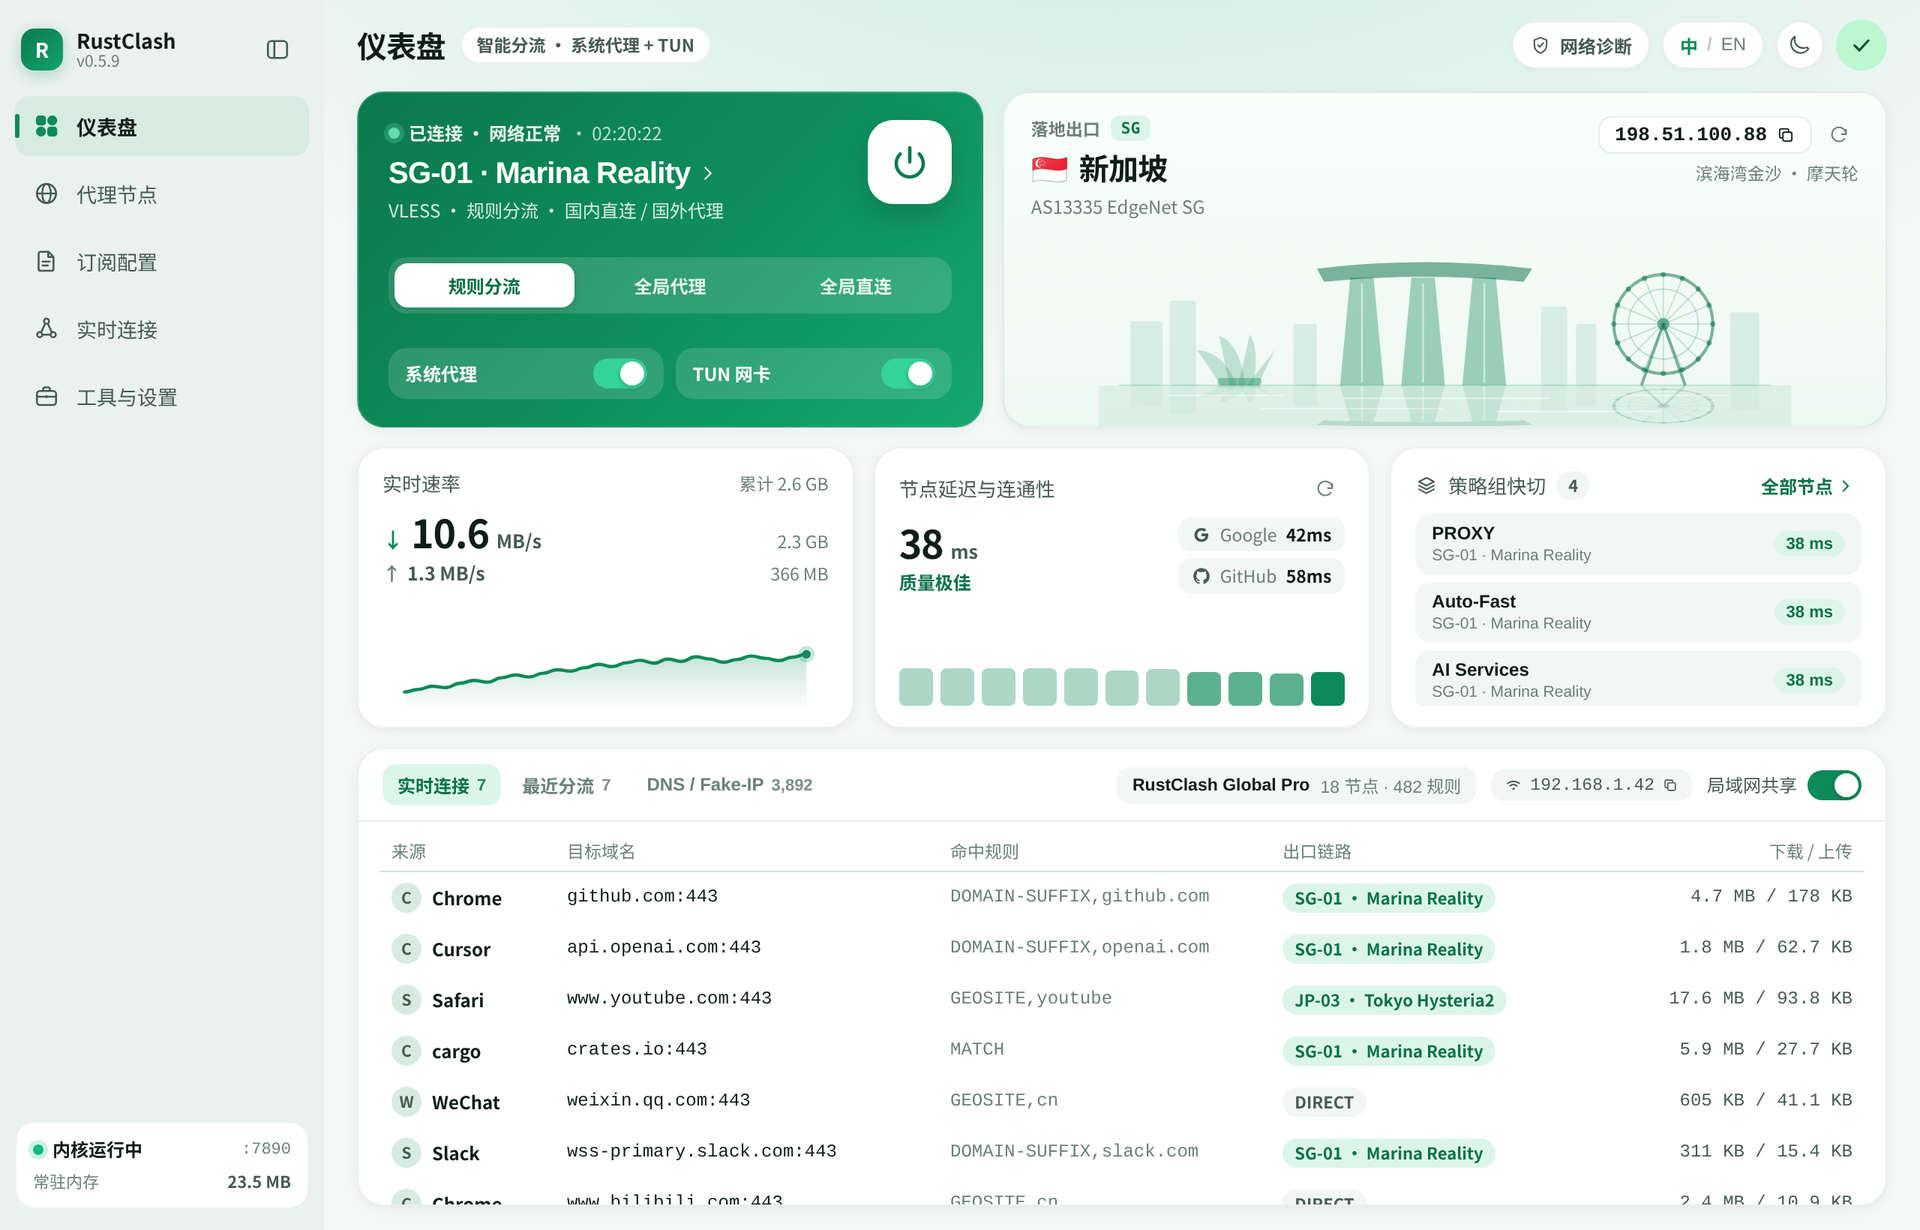 R RustClash
v0.5.9
仪表盘
代理节点
订阅配置
实时连接
工具与设置
内核运行中 :7890
常驻内存 23.5 MB
仪表盘 智能分流 • 系统代理 + TUN
网络诊断 中 / EN
已连接 • 网络正常 • 02:20:22
SG-01 · Marina Reality
VLESS • 规则分流 • 国内直连 / 国外代理
规则分流 全局代理 全局直连
系统代理 TUN 网卡
落地出口 SG 198.51.100.88
新加坡 滨海湾金沙 • 摩天轮
AS13335 EdgeNet SG
实时速率 累计 2.6 GB
↓ 10.6 MB/s 2.3 GB
↑ 1.3 MB/s 366 MB
节点延迟与连通性
38 ms
质量极佳
G Google 42ms
GitHub 58ms
策略组快切 4 全部节点
PROXY
SG-01 · Marina Reality 38 ms
Auto-Fast
SG-01 · Marina Reality 38 ms
AI Services
SG-01 · Marina Reality 38 ms
实时连接 7 最近分流 7 DNS / Fake-IP 3,892 RustClash Global Pro 18 节点 · 482 规则 192.168.1.42 局域网共享
来源 目标域名 命中规则 出口链路 下载 / 上传
C Chrome github.com:443 DOMAIN-SUFFIX,github.com SG-01 • Marina Reality 4.7 MB / 178 KB
C Cursor api.openai.com:443 DOMAIN-SUFFIX,openai.com SG-01 • Marina Reality 1.8 MB / 62.7 KB
S Safari www.youtube.com:443 GEOSITE,youtube JP-03 • Tokyo Hysteria2 17.6 MB / 93.8 KB
C cargo crates.io:443 MATCH SG-01 • Marina Reality 5.9 MB / 27.7 KB
W WeChat weixin.qq.com:443 GEOSITE,cn DIRECT 605 KB / 41.1 KB
S Slack wss-primary.slack.com:443 DOMAIN-SUFFIX,slack.com SG-01 • Marina Reality 311 KB / 15.4 KB
C Chrome www.bilibili.com:443 GEOSITE,cn DIRECT 2.4 MB / 10.9 KB